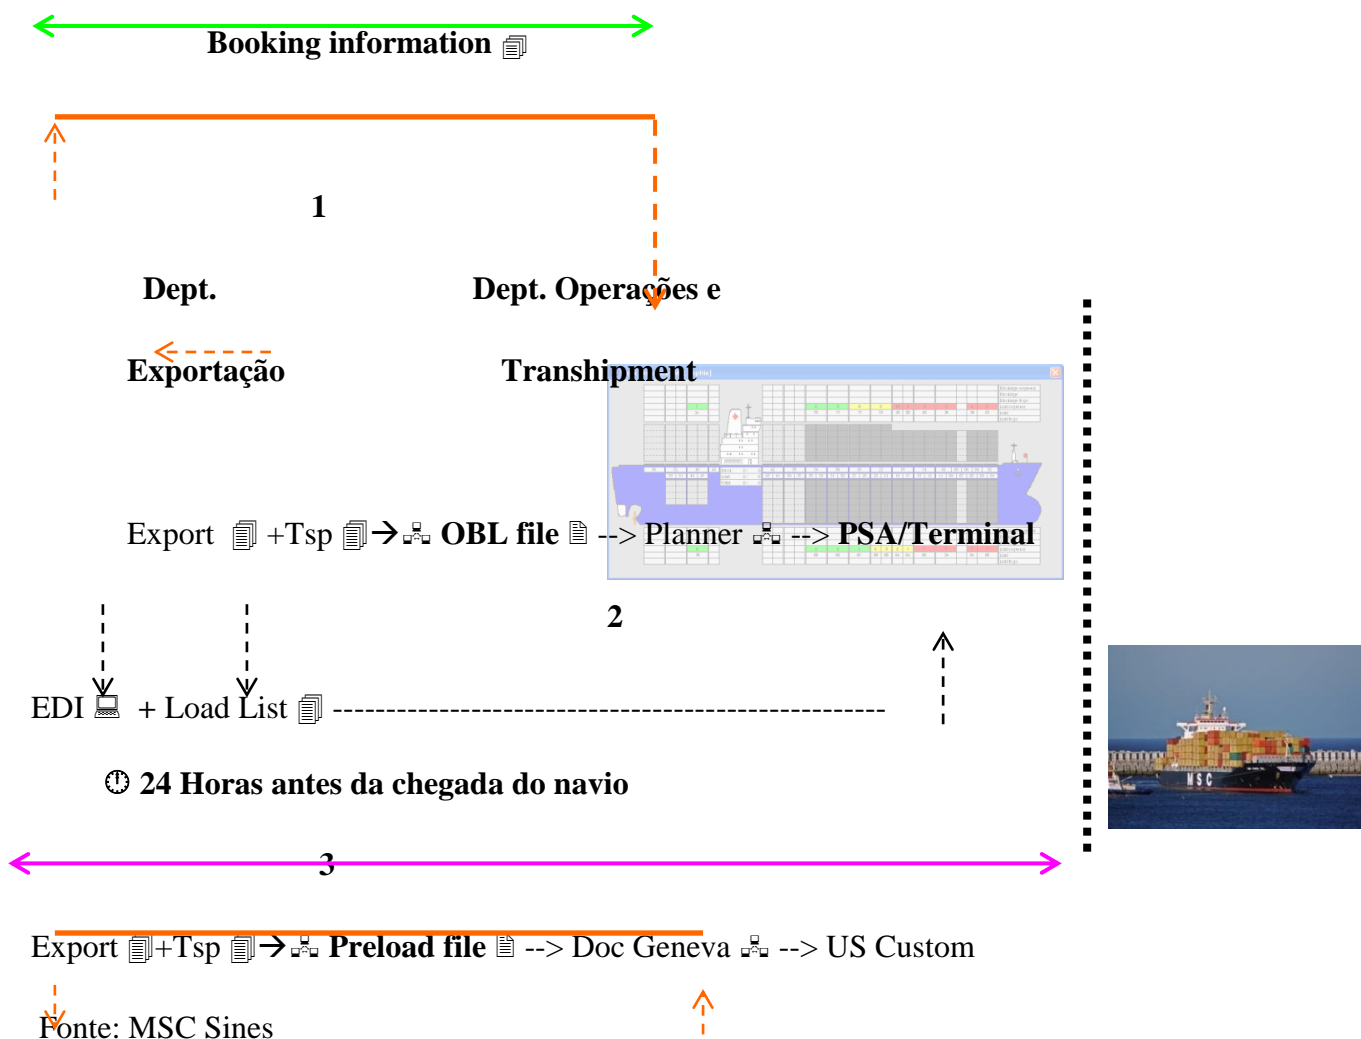 Booking information
1
Dept. Dept. Operações e
Exportação Transhipment
Export +Tsp → OBL file --> Planner --> PSA/Terminal
2
EDI + Load List ----------------------------------------------------
24 Horas antes da chegada do navio
MSC
3
Export +Tsp → Preload file --> Doc Geneva --> US Custom
Fonte: MSC Sines